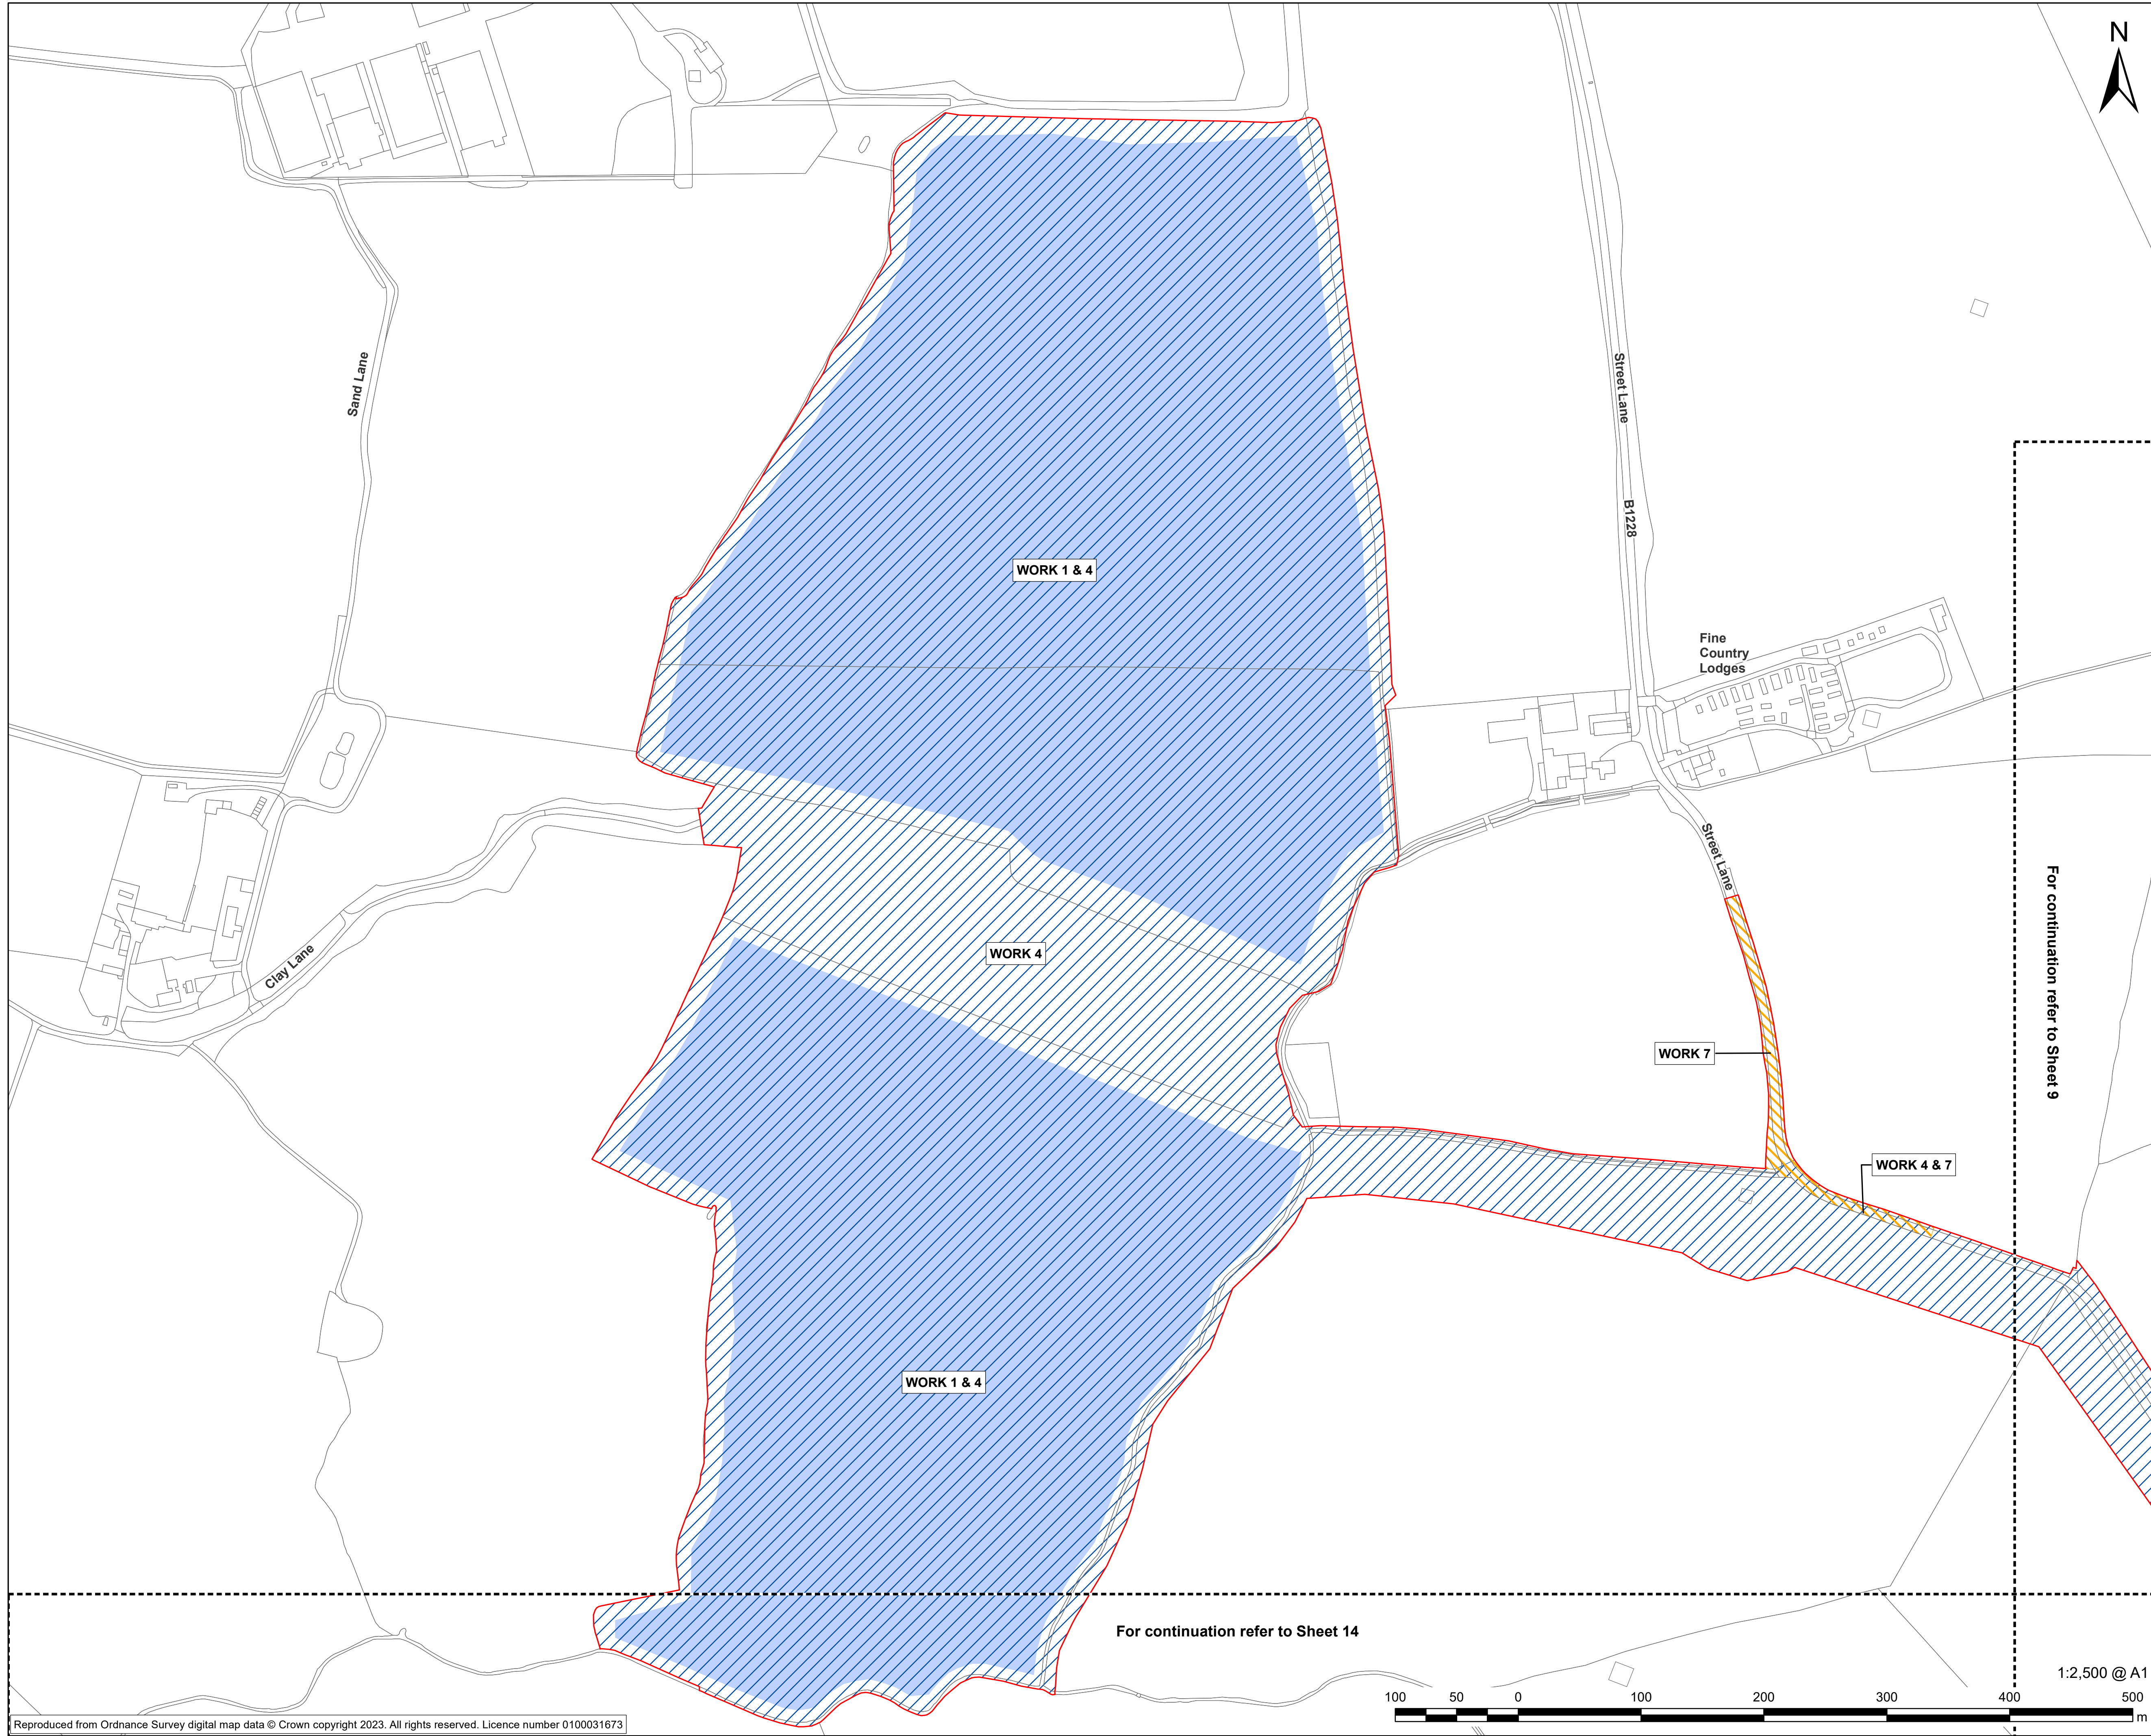 N
Sand Lane
Street Lane
B1228
WORK 1 & 4
Fine
Country
Lodges
Street Lane
For continuation refer to Sheet 9
Clay Lane
WORK 4
WORK 7
WORK 4 & 7
WORK 1 & 4
For continuation refer to Sheet 14
1:2,500 @ A1
100 50 0 100 200 300 400 500
m
Reproduced from Ordnance Survey digital map data © Crown copyright 2023. All rights reserved. Licence number 0100031673